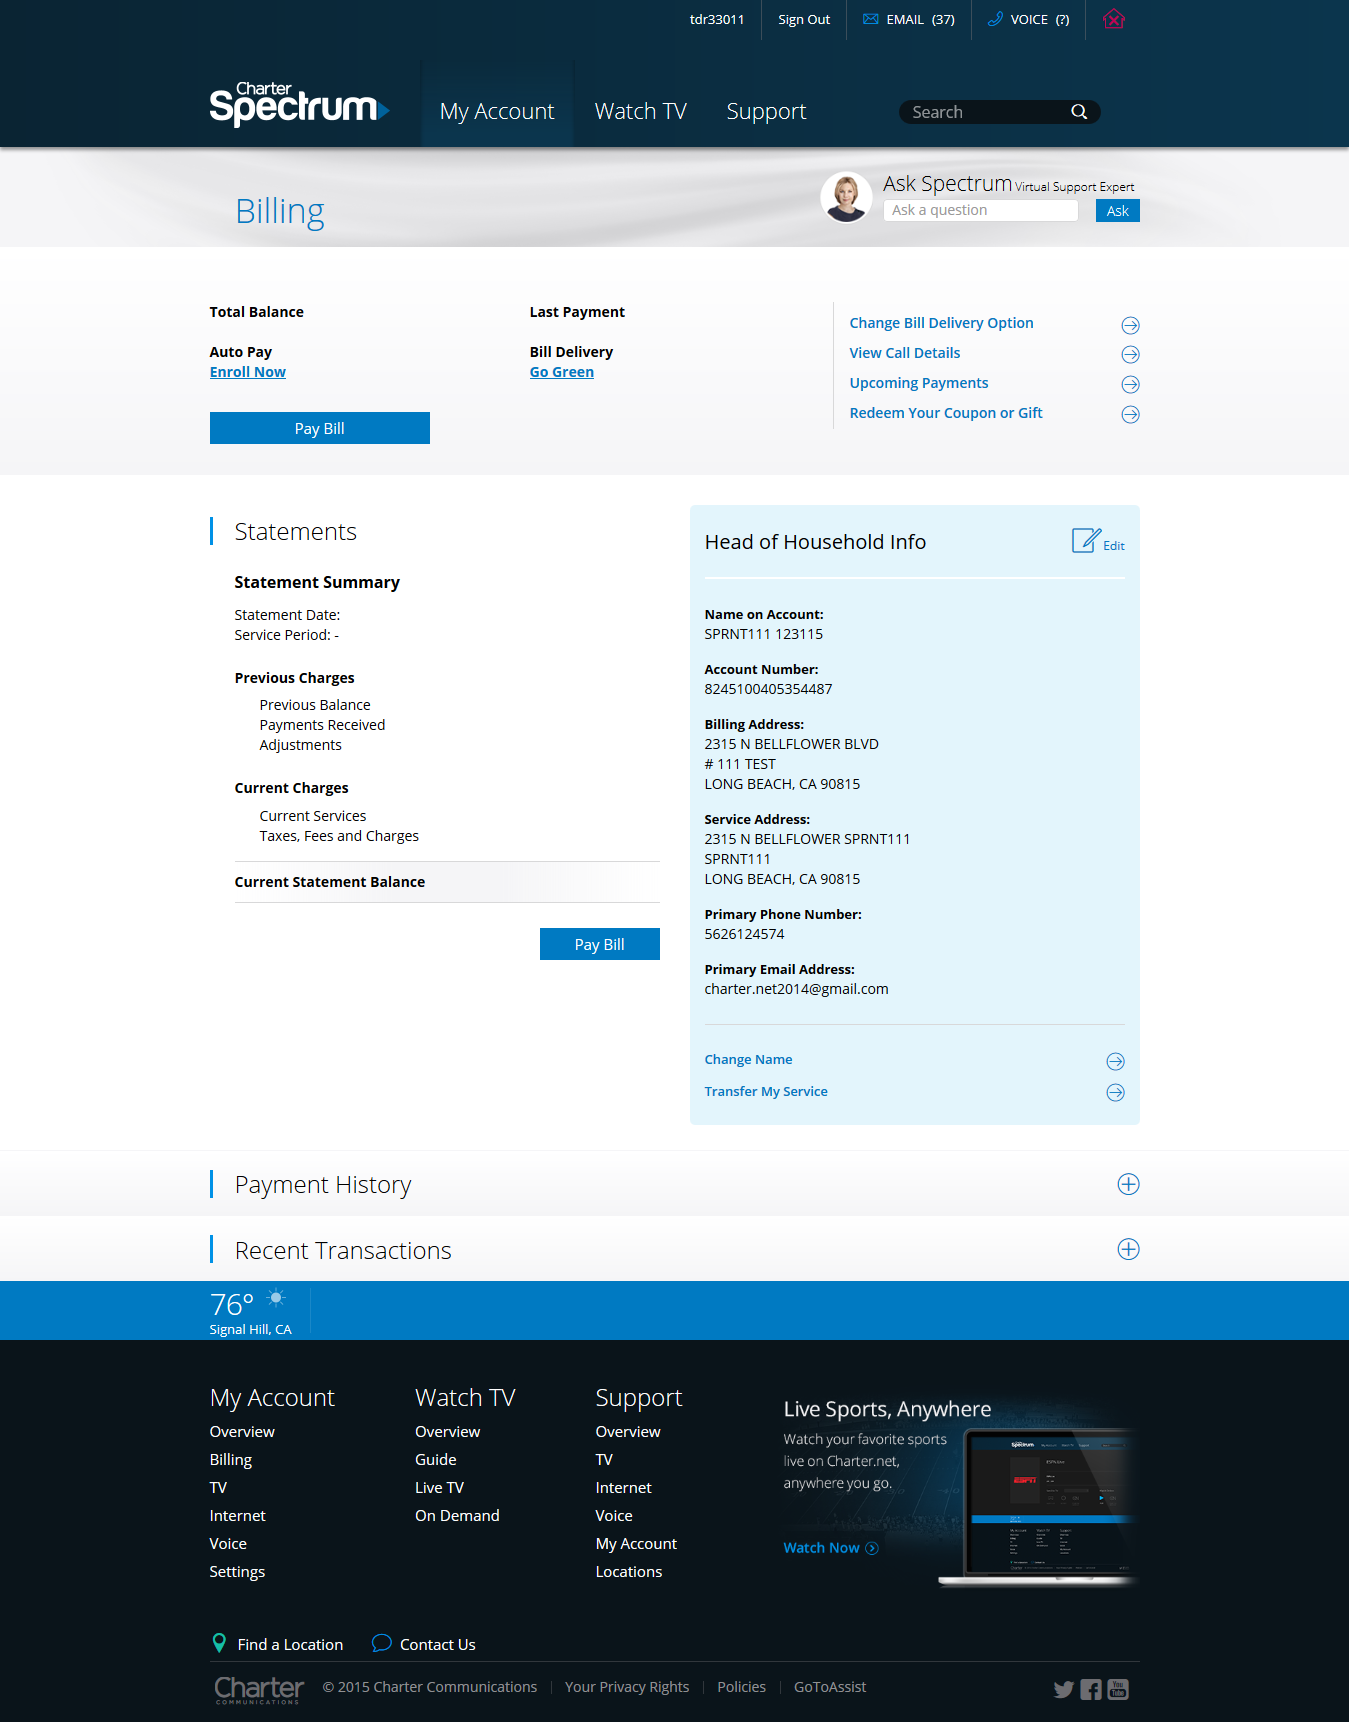 tdr33011
Sign Out
EMAIL (37)
VOICE (?)
Charter
Spectrum
My Account
Watch TV
Support
Search
Billing
Ask Spectrum Virtual Support Expert
Ask a question
Ask
Total Balance
Last Payment
Auto Pay
Enroll Now
Bill Delivery
Go Green
Pay Bill
Change Bill Delivery Option
View Call Details
Upcoming Payments
Redeem Your Coupon or Gift
Statements
Statement Summary
Statement Date:
Service Period: -
Previous Charges
Previous Balance
Payments Received
Adjustments
Current Charges
Current Services
Taxes, Fees and Charges
Current Statement Balance
Pay Bill
Head of Household Info
Edit
Name on Account:
SPRNT111 123115
Account Number:
8245100405354487
Billing Address:
2315 N BELLFLOWER BLVD
# 111 TEST
LONG BEACH, CA 90815
Service Address:
2315 N BELLFLOWER SPRNT111
SPRNT111
LONG BEACH, CA 90815
Primary Phone Number:
5626124574
Primary Email Address:
charter.net2014@gmail.com
Change Name
Transfer My Service
Payment History
Recent Transactions
76°
Signal Hill, CA
My Account
Overview
Billing
TV
Internet
Voice
Settings
Watch TV
Overview
Guide
Live TV
On Demand
Support
Overview
TV
Internet
Voice
My Account
Locations
Live Sports, Anywhere
Watch your favorite sports
live on Charter.net,
anywhere you go.
Watch Now
Spectrum
ESPN
Find a Location
Contact Us
Charter
COMMUNICATIONS
© 2015 Charter Communications
Your Privacy Rights
Policies
GoToAssist
You
Tube